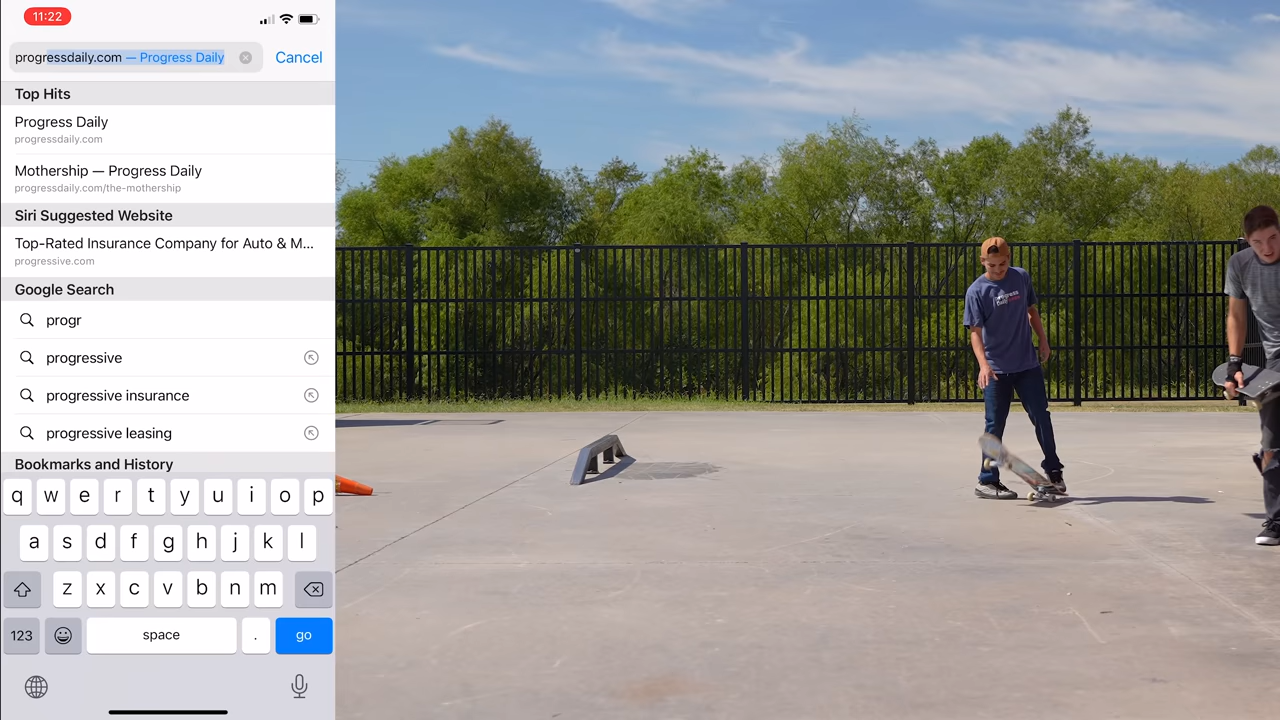 11:22
progressdaily.com — Progress Daily
Cancel
Top Hits
Progress Daily
progressdaily.com
Mothership — Progress Daily
progressdaily.com/the-mothership
Siri Suggested Website
Top-Rated Insurance Company for Auto & M...
progressive.com
Google Search
progr
progressive
progressive insurance
progressive leasing
Bookmarks and History
q w e r t y u i o p
a s d f g h j k l
z x c v b n m
123 space . go
progress
daily